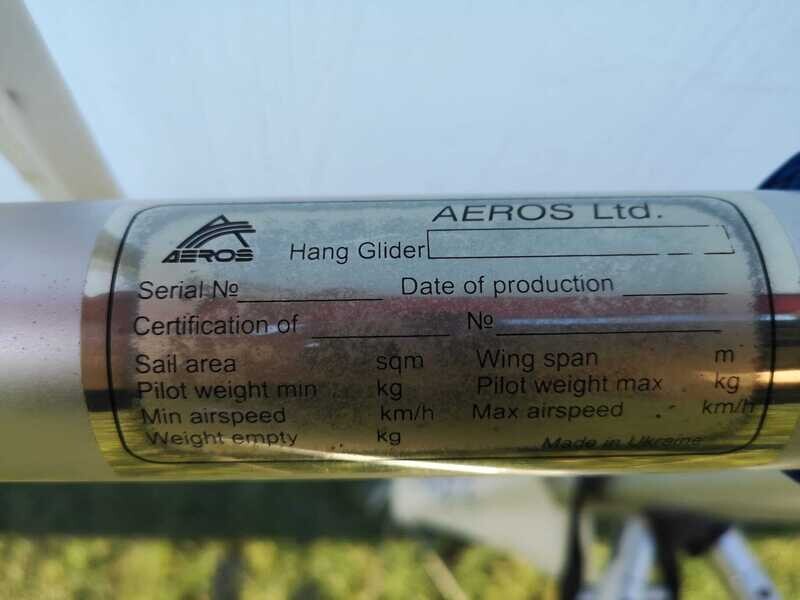 AEROS Ltd.
AEROS
Hang Glider
Serial № Date of production
Certification of №
Sail area sqm Wing span m
Pilot weight min kg Pilot weight max kg
Min airspeed km/h Max airspeed km/h
Weight empty kg Made in Ukraine